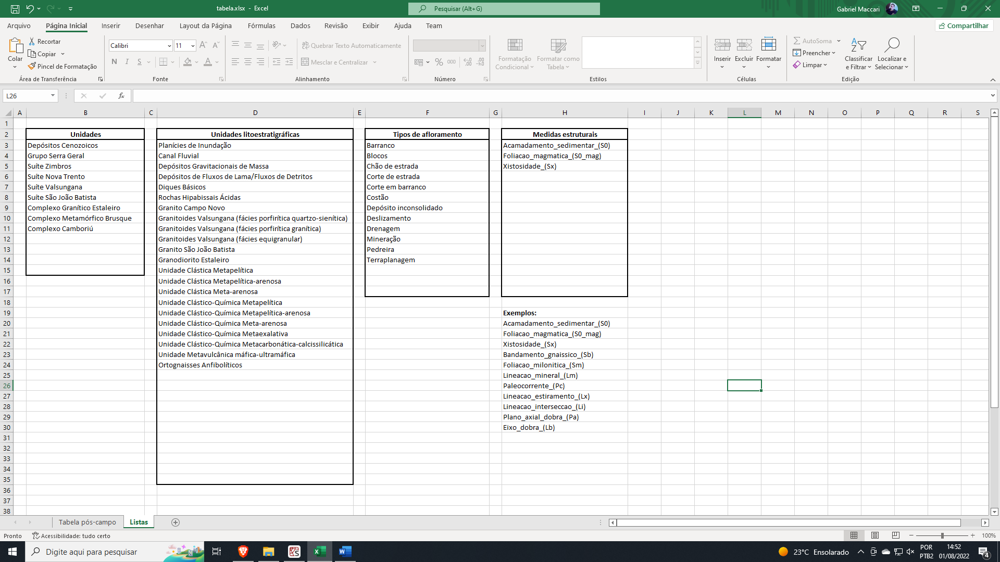 tabela.xlsx - Excel
Pesquisar (Alt+G)
Gabriel Maccari
Arquivo Página Inicial Inserir Desenhar Layout da Página Fórmulas Dados Revisão Exibir Ajuda Team
Compartilhar
Colar
Recortar
Copiar
Pincel de Formatação
Área de Transferência
Calibri 11
N I S
Fonte
Quebrar Texto Automaticamente
Mesclar e Centralizar
Alinhamento
% 000
Número
Formatação Condicional
Formatar como Tabela
Estilos
Inserir Excluir Formatar
Células
AutoSoma
Preencher
Limpar
Classificar e Filtrar
Localizar e Selecionar
Edição
L26
fx
A B C D E F G H I J K L M N O P Q R S
1
2 Unidades Unidades litoestratigráficas Tipos de afloramento Medidas estruturais
3 Depósitos Cenozoicos Planícies de Inundação Barranco Acamadamento_sedimentar_(S0)
4 Grupo Serra Geral Canal Fluvial Blocos Foliacao_magmatica_(S0_mag)
5 Suíte Zimbros Depósitos Gravitacionais de Massa Chão de estrada Xistosidade_(Sx)
6 Suíte Nova Trento Depósitos de Fluxos de Lama/Fluxos de Detritos Corte de estrada
7 Suíte Valsungana Diques Básicos Corte em barranco
8 Suíte São João Batista Rochas Hipabissais Ácidas Costão
9 Complexo Granítico Estaleiro Granito Campo Novo Depósito inconsolidado
10 Complexo Metamórfico Brusque Granitoides Valsungana (fácies porfirítica quartzo-sienítica) Deslizamento
11 Complexo Camboriú Granitoides Valsungana (fácies porfirítica granítica) Drenagem
12 Granitoides Valsungana (fácies equigranular) Mineração
13 Granito São João Batista Pedreira
14 Granodiorito Estaleiro Terraplanagem
15 Unidade Clástica Metapelítica
16 Unidade Clástica Metapelítica-arenosa
17 Unidade Clástica Meta-arenosa
18 Unidade Clástico-Química Metapelítica
19 Unidade Clástico-Química Metapelítica-arenosa Exemplos:
20 Unidade Clástico-Química Meta-arenosa Acamadamento_sedimentar_(S0)
21 Unidade Clástico-Química Metaexalativa Foliacao_magmatica_(S0_mag)
22 Unidade Clástico-Química Metacarbonática-calcissilicática Xistosidade_(Sx)
23 Unidade Metavulcânica máfica-ultramáfica Bandamento_gnaissico_(Sb)
24 Ortognaisses Anfibolíticos Foliacao_milonitica_(Sm)
25 Lineacao_mineral_(Lm)
26 Paleocorrente_(Pc)
27 Lineacao_estiramento_(Lx)
28 Lineacao_interseccao_(Li)
29 Plano_axial_dobra_(Pa)
30 Eixo_dobra_(Lb)
31
32
33
34
35
36
37
38
Tabela pós-campo Listas
Pronto Acessibilidade: tudo certo 100%
Digite aqui para pesquisar
23°C Ensolarado
POR
PTB2
14:52
01/08/2022
4